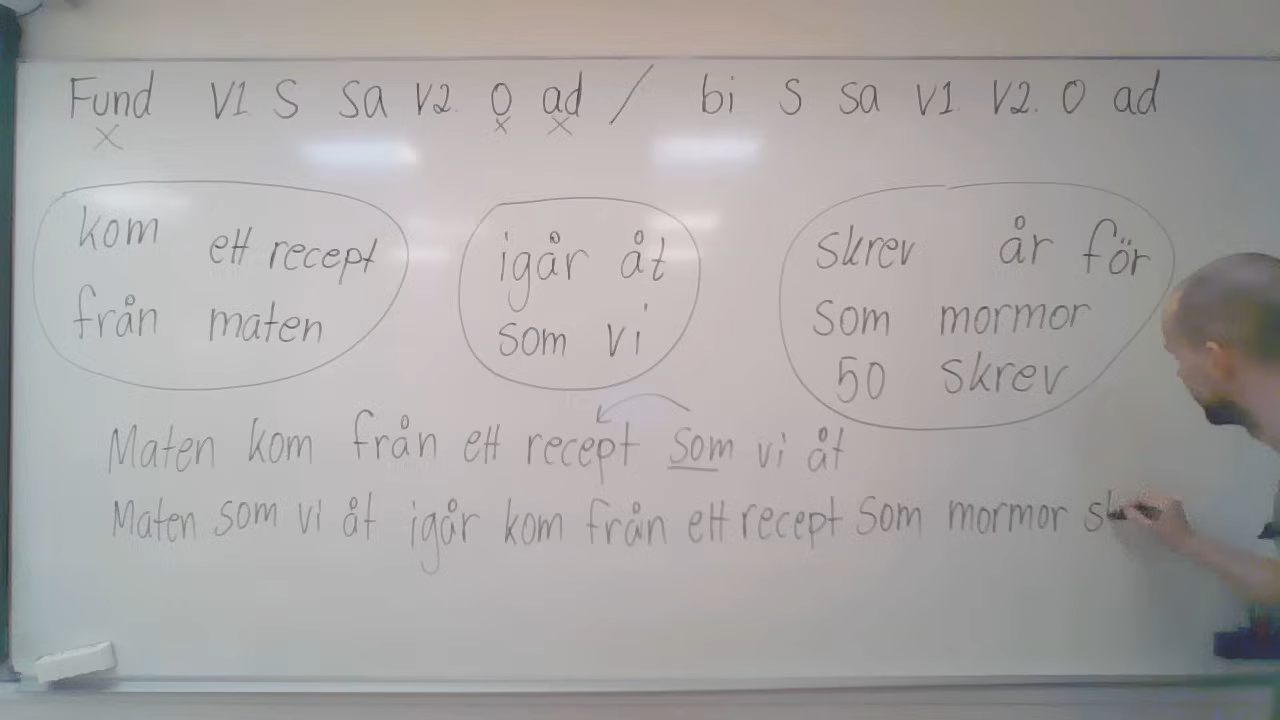 Fund V1 S sa V2. O ad / bi S sa V1 V2. O ad
x x x
kom ett recept
från maten
igår åt
som vi
skrev år för
som mormor
50 skrev
Maten kom från ett recept som vi åt
Maten som vi åt igår kom från ett recept som mormor sk